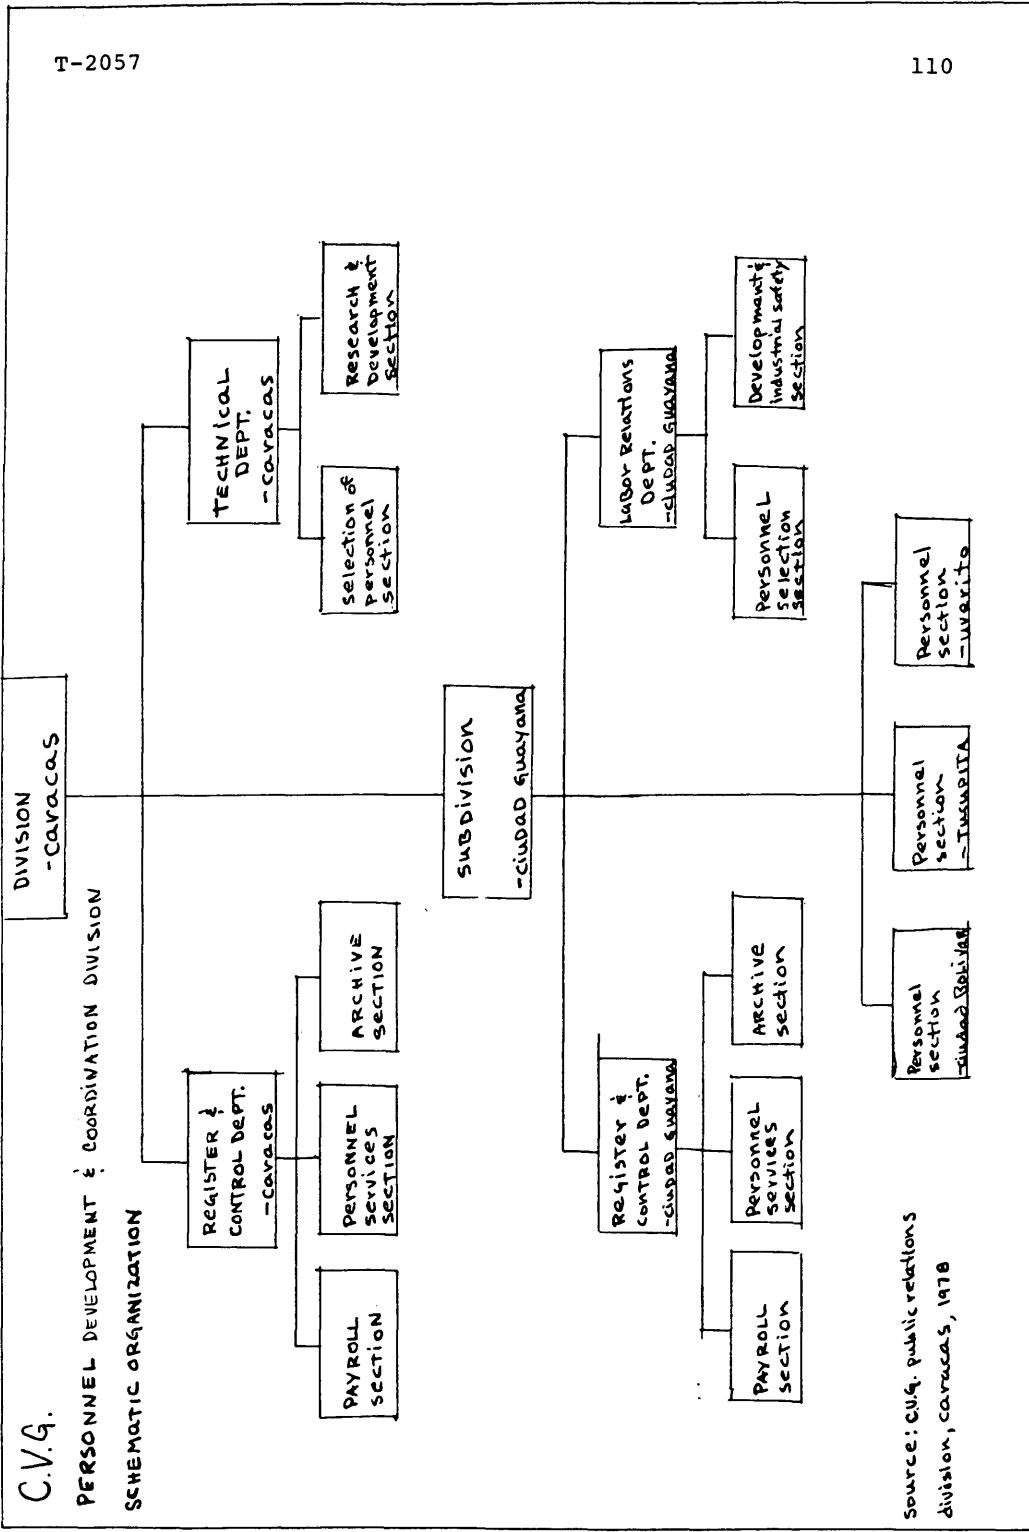 T-2057
110
C.V.G.
PERSONNEL DEVELOPMENT & COORDINATION DIVISION
SCHEMATIC ORGANIZATION
DIVISION
-caracas
REGISTER &
CONTROL DEPT.
-caracas
TECHNICAL
DEPT.
-caracas
PAYROLL
section
PERSONNEL
services
SECTION
ARCHIVE
SECTION
selection of
personnel
section
Research &
Development
section
SUBDIVISION
-CIUDAD GUAYANA
Register &
CONTROL DEPT.
-CIUDAD GUAYANA
LABOR Relations
DEPT.
-CIUDAD GUAYANA
PAYROLL
section
Personnel
services
section
ARCHIVE
section
Personnel
selection
section
Development &
industrial safety
section
Personnel
section
-ciudad Bolivar
Personnel
section
-TUCUPITA
Personnel
section
-uverito
source: C.V.G. public relations
division, caracas, 1978